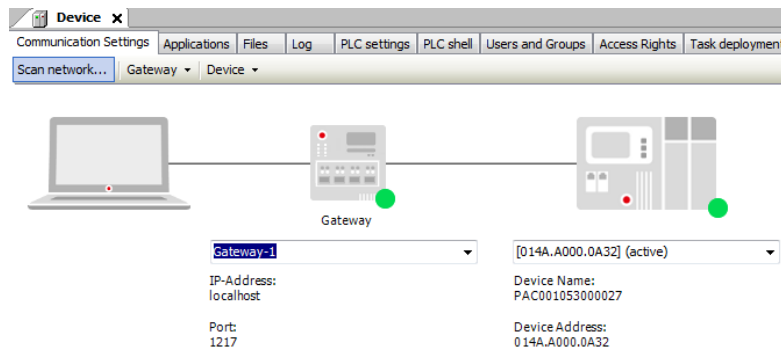 Device x
Communication Settings Applications Files Log PLC settings PLC shell Users and Groups Access Rights Task deployment
Scan network... Gateway Device
Gateway
Gateway-1 [014A.A000.0A32] (active)
IP-Address: Device Name:
localhost PAC001053000027
Port: Device Address:
1217 014A.A000.0A32